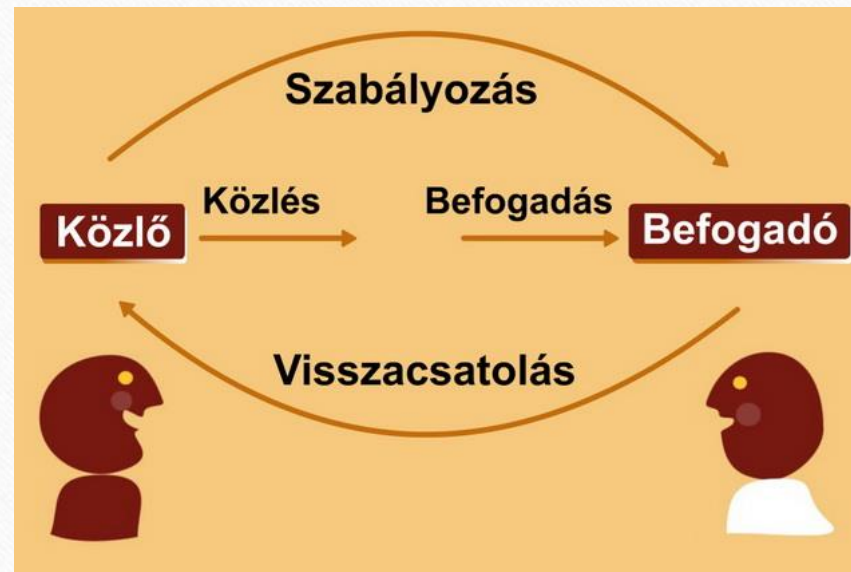 Szabályozás
Közlés
Befogadás
Közlő
Befogadó
Visszacsatolás